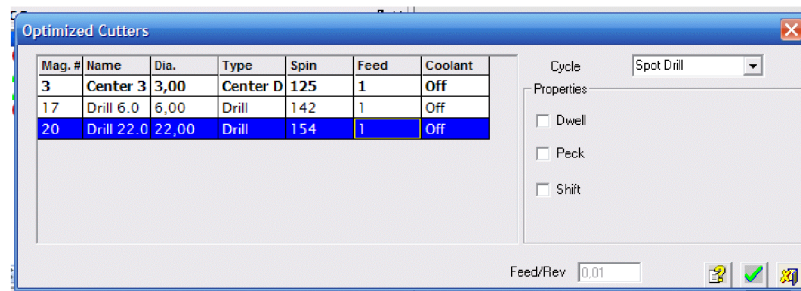 Optimized Cutters
Mag. # Name Dia. Type Spin Feed Coolant
3 Center 3 3,00 Center D 125 1 Off
17 Drill 6.0 6,00 Drill 142 1 Off
20 Drill 22.0 22,00 Drill 154 1 Off
Cycle Spot Drill
Properties
Dwell
Peck
Shift
Feed/Rev 0,01